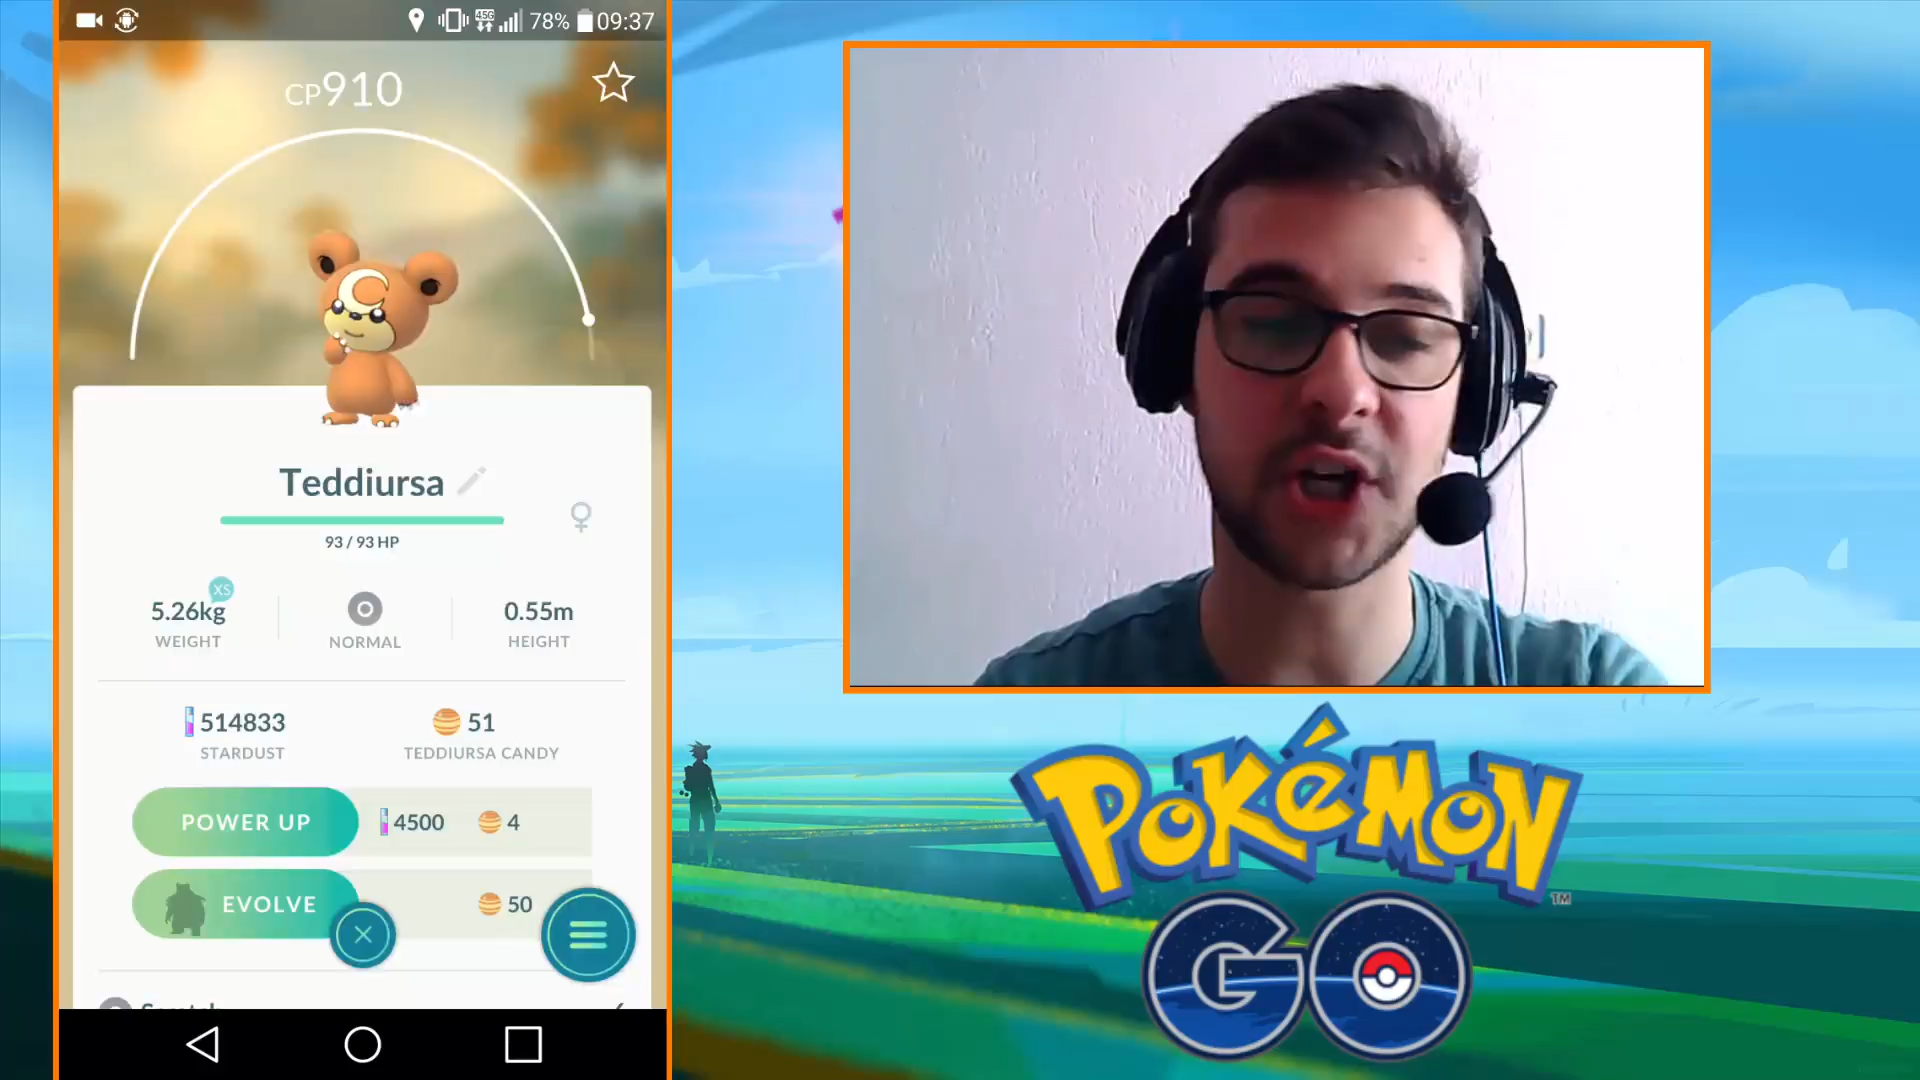 78% 09:37
CP910
Teddiursa
93 / 93 HP
XS
5.26kg
WEIGHT
NORMAL
0.55m
HEIGHT
514833
STARDUST
51
TEDDIURSA CANDY
POWER UP
4500
4
EVOLVE
50
POKÉMON
TM
GO